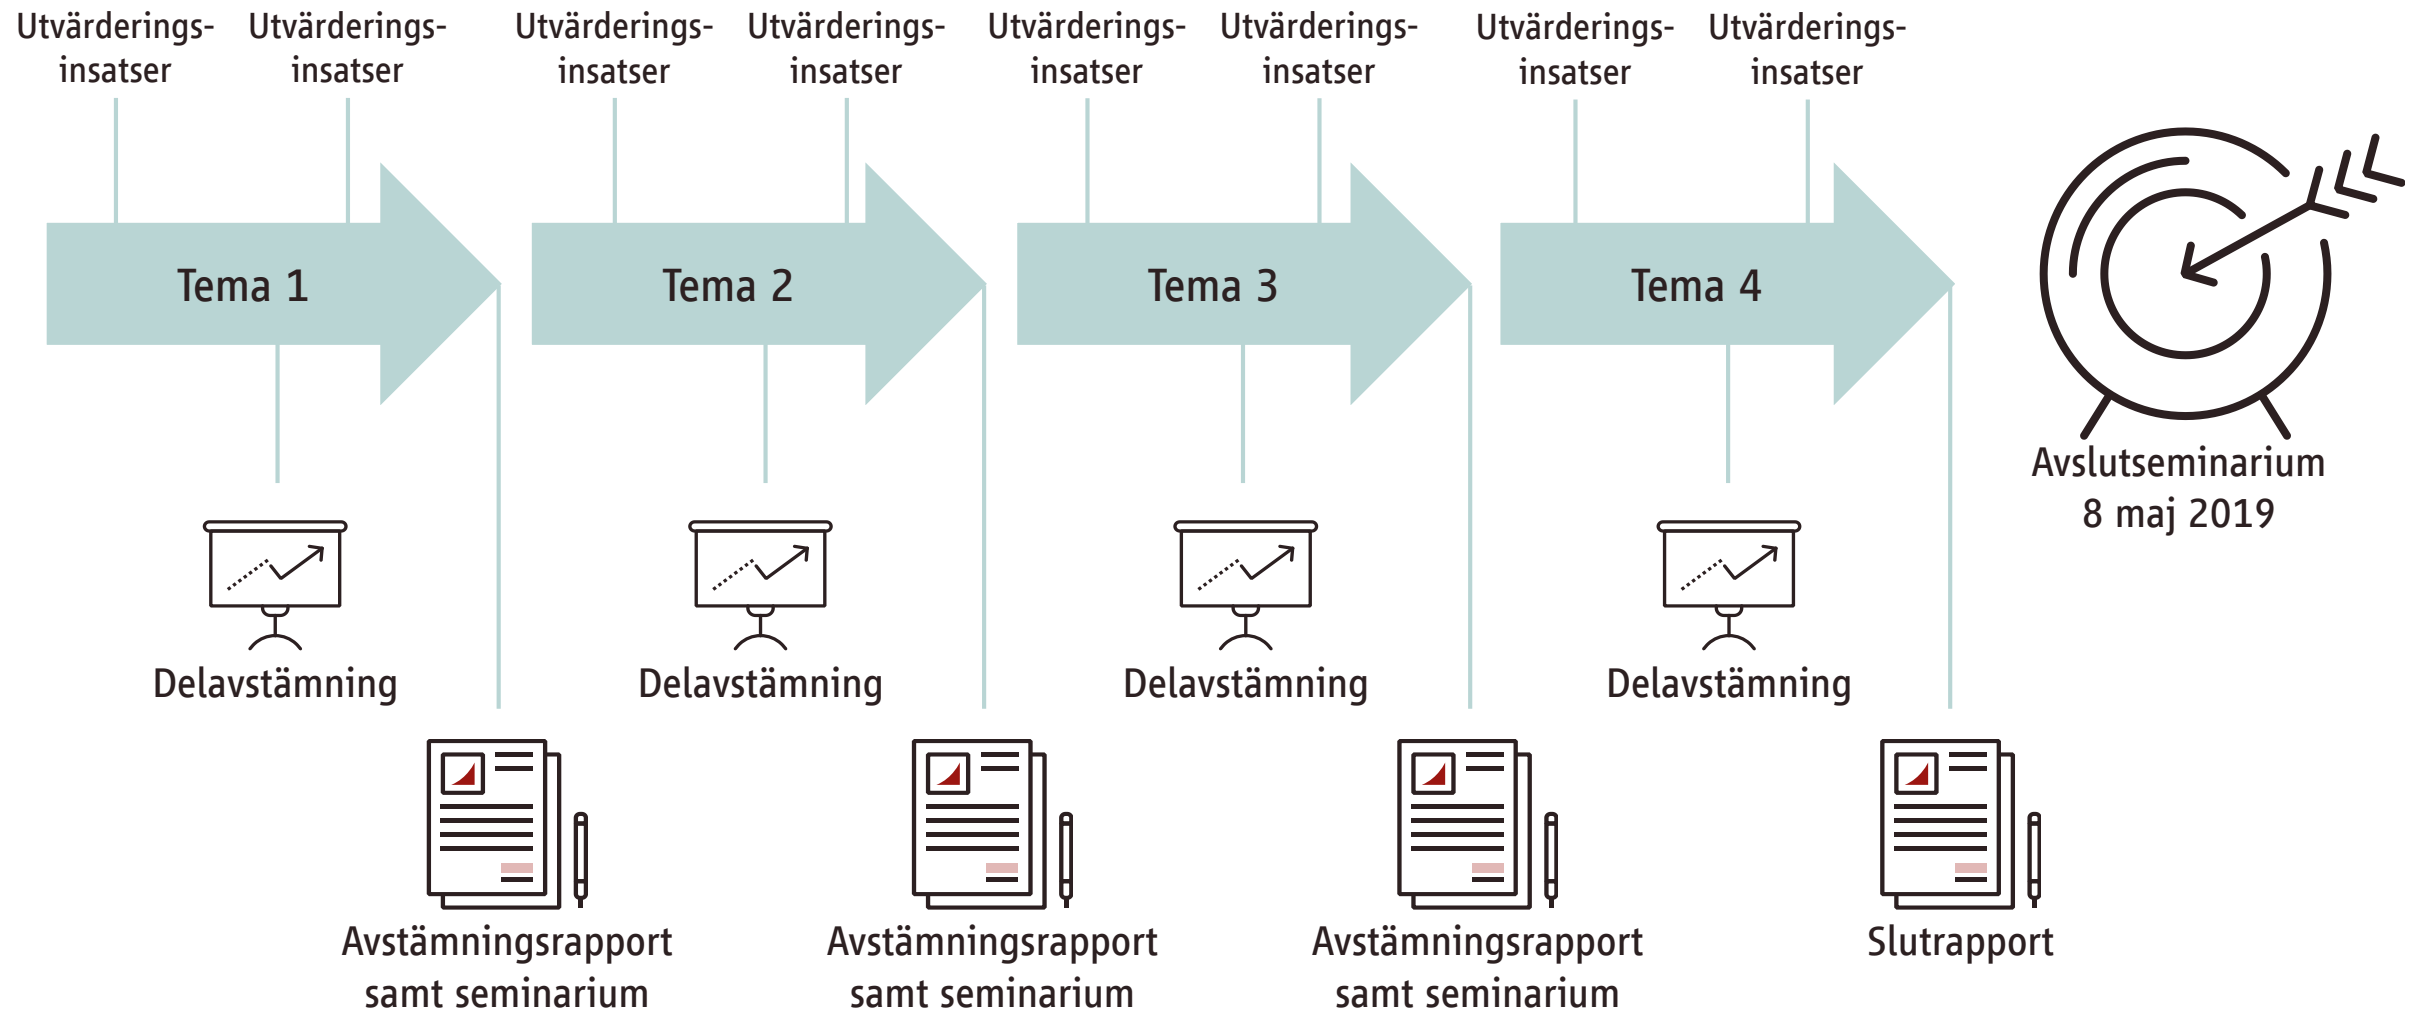 Utvärderings-
insatser
Utvärderings-
insatser
Utvärderings-
insatser
Utvärderings-
insatser
Utvärderings-
insatser
Utvärderings-
insatser
Utvärderings-
insatser
Utvärderings-
insatser
Tema 1
Tema 2
Tema 3
Tema 4
Avslutseminarium
8 maj 2019
Delavstämning
Delavstämning
Delavstämning
Delavstämning
Avstämningsrapport
samt seminarium
Avstämningsrapport
samt seminarium
Avstämningsrapport
samt seminarium
Slutrapport